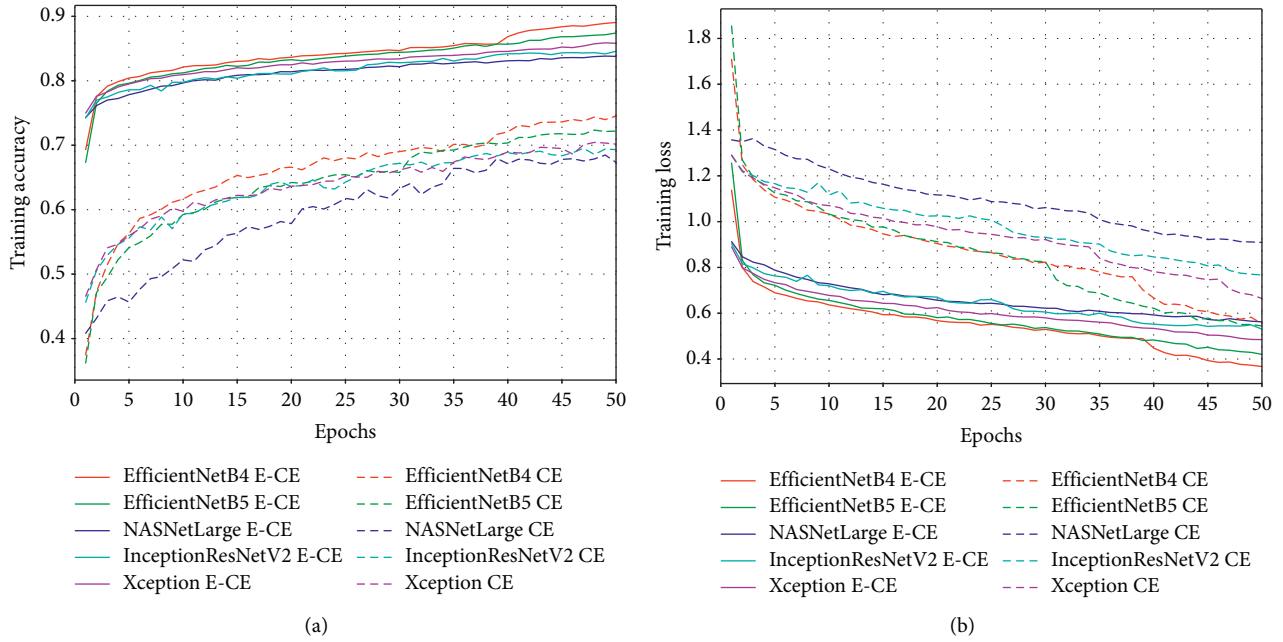 0.9
0.8
0.7
0.6
0.5
0.4
Training accuracy
0 5 10 15 20 25 30 35 40 45 50
Epochs
EfficientNetB4 E-CE
EfficientNetB5 E-CE
NASNetLarge E-CE
InceptionResNetV2 E-CE
Xception E-CE
EfficientNetB4 CE
EfficientNetB5 CE
NASNetLarge CE
InceptionResNetV2 CE
Xception CE
(a)
1.8
1.6
1.4
1.2
1.0
0.8
0.6
0.4
Training loss
0 5 10 15 20 25 30 35 40 45 50
Epochs
EfficientNetB4 E-CE
EfficientNetB5 E-CE
NASNetLarge E-CE
InceptionResNetV2 E-CE
Xception E-CE
EfficientNetB4 CE
EfficientNetB5 CE
NASNetLarge CE
InceptionResNetV2 CE
Xception CE
(b)